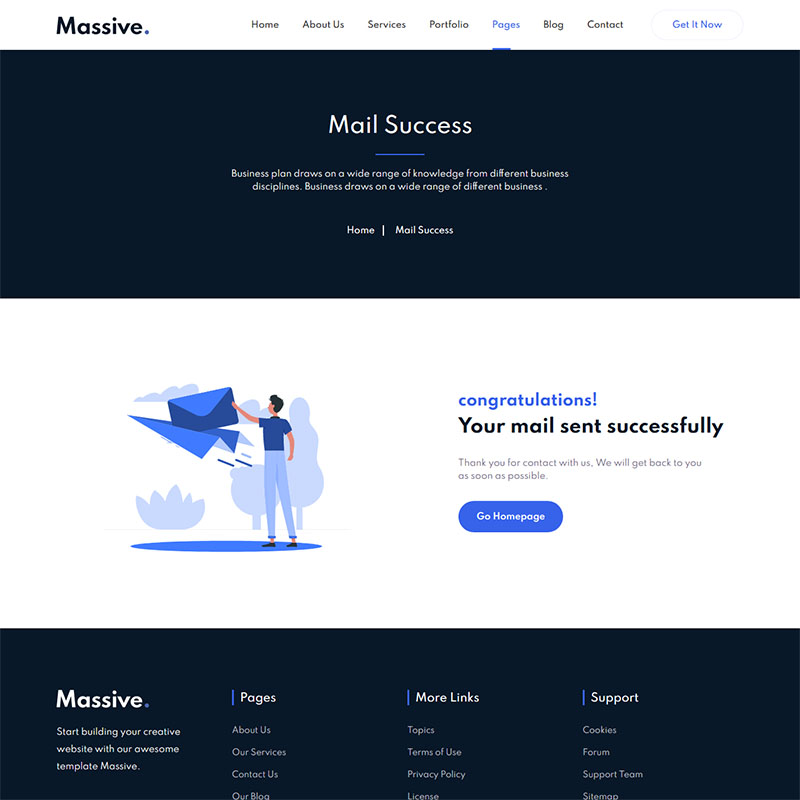 Massive.
Home About Us Services Portfolio Pages Blog Contact Get It Now
Mail Success
Business plan draws on a wide range of knowledge from different business
disciplines. Business draws on a wide range of different business .
Home | Mail Success
congratulations!
Your mail sent successfully
Thank you for contact with us, We will get back to you
as soon as possible.
Go Homepage
Massive.
Start building your creative
website with our awesome
template Massive.
Pages
About Us
Our Services
Contact Us
Our Blog
More Links
Topics
Terms of Use
Privacy Policy
License
Support
Cookies
Forum
Support Team
Sitemap